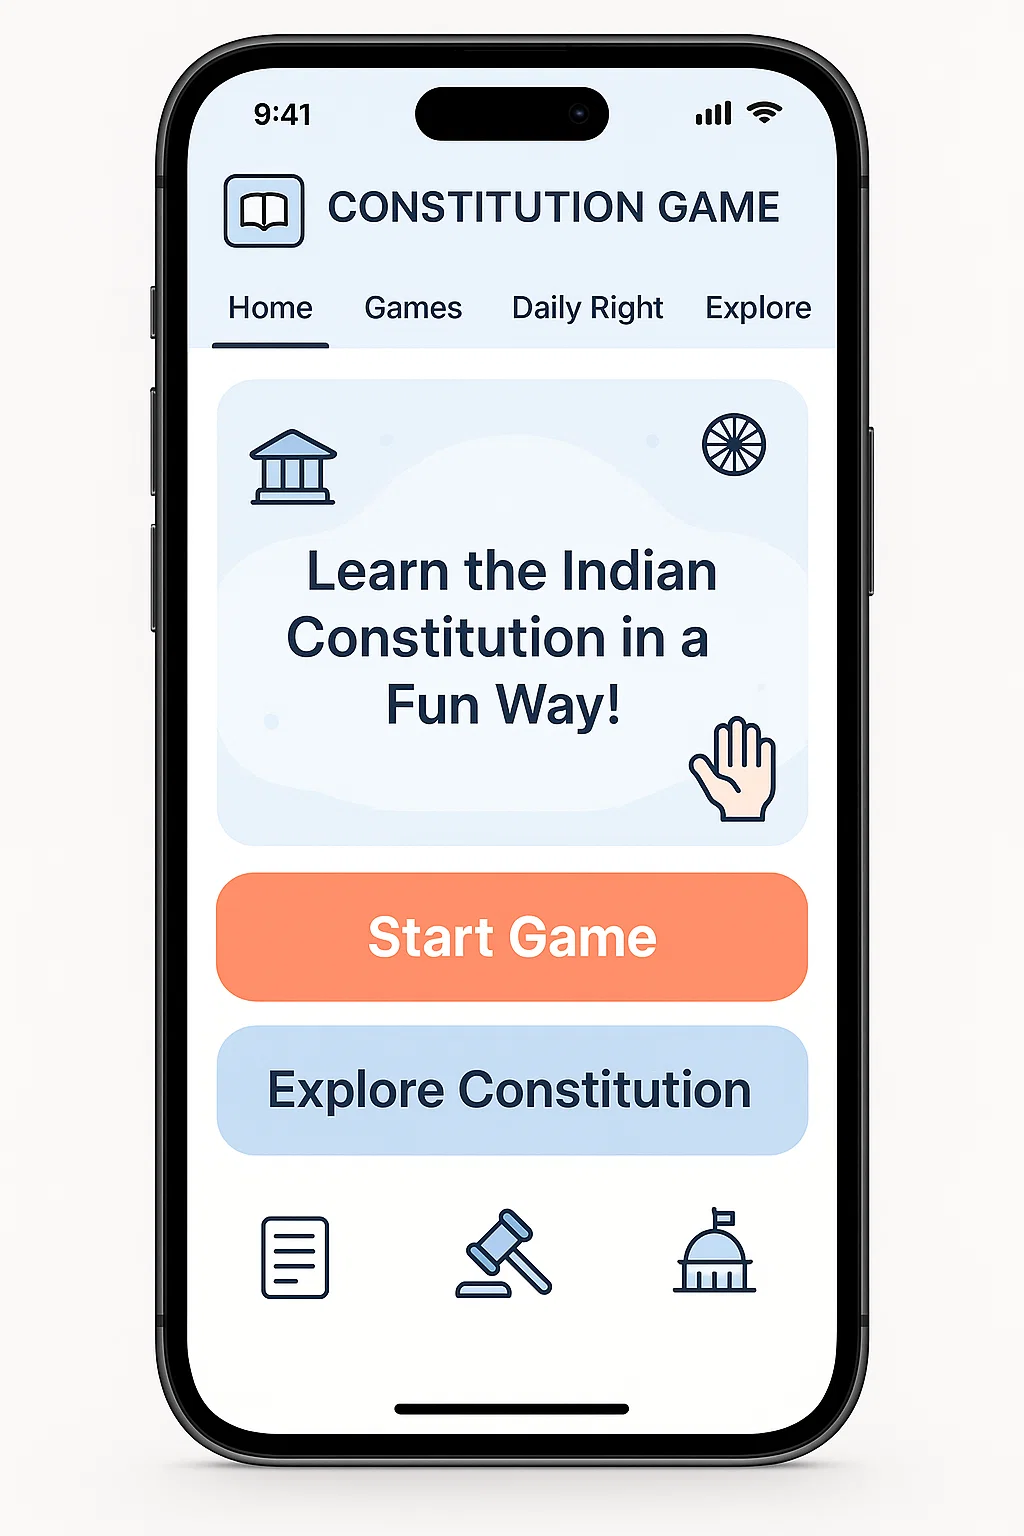 9:41
CONSTITUTION GAME
Home Games Daily Right Explore
Learn the Indian
Constitution in a
Fun Way!
Start Game
Explore Constitution